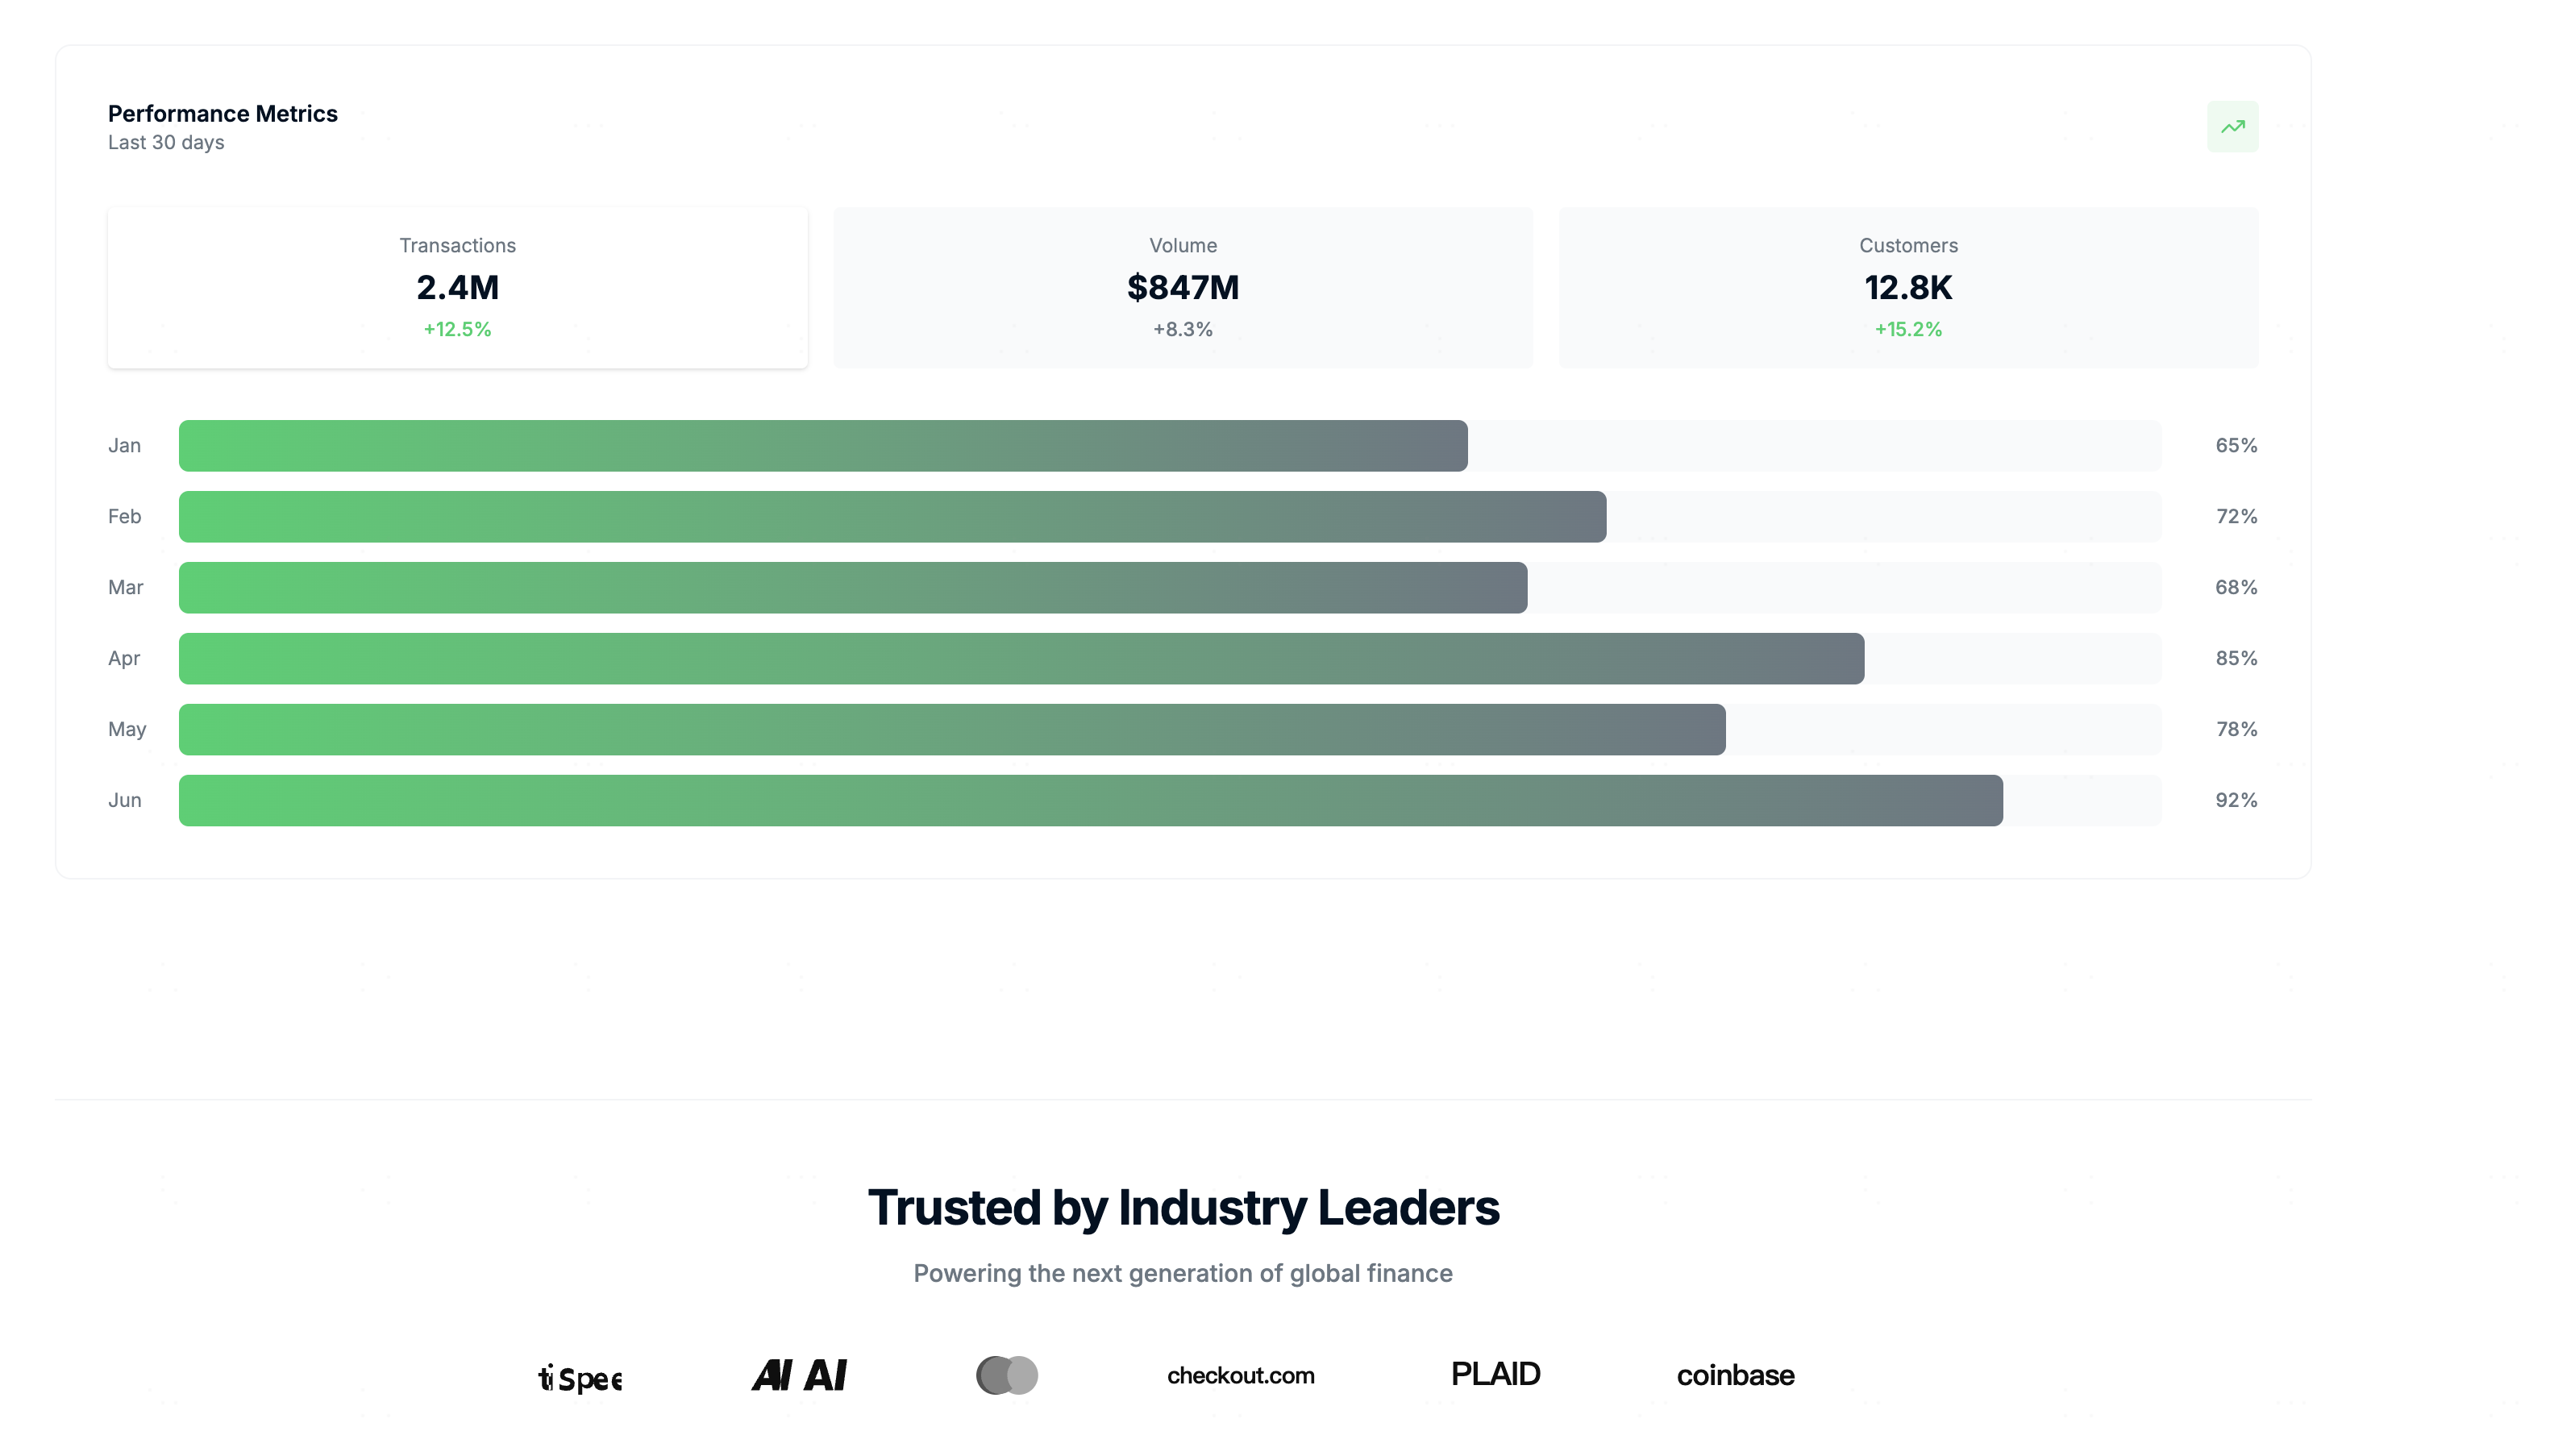 Performance Metrics
Last 30 days
Transactions
2.4M
+12.5%
Volume
$847M
+8.3%
Customers
12.8K
+15.2%
Jan 65%
Feb 72%
Mar 68%
Apr 85%
May 78%
Jun 92%
Trusted by Industry Leaders
Powering the next generation of global finance
AI AI checkout.com PLAID coinbase